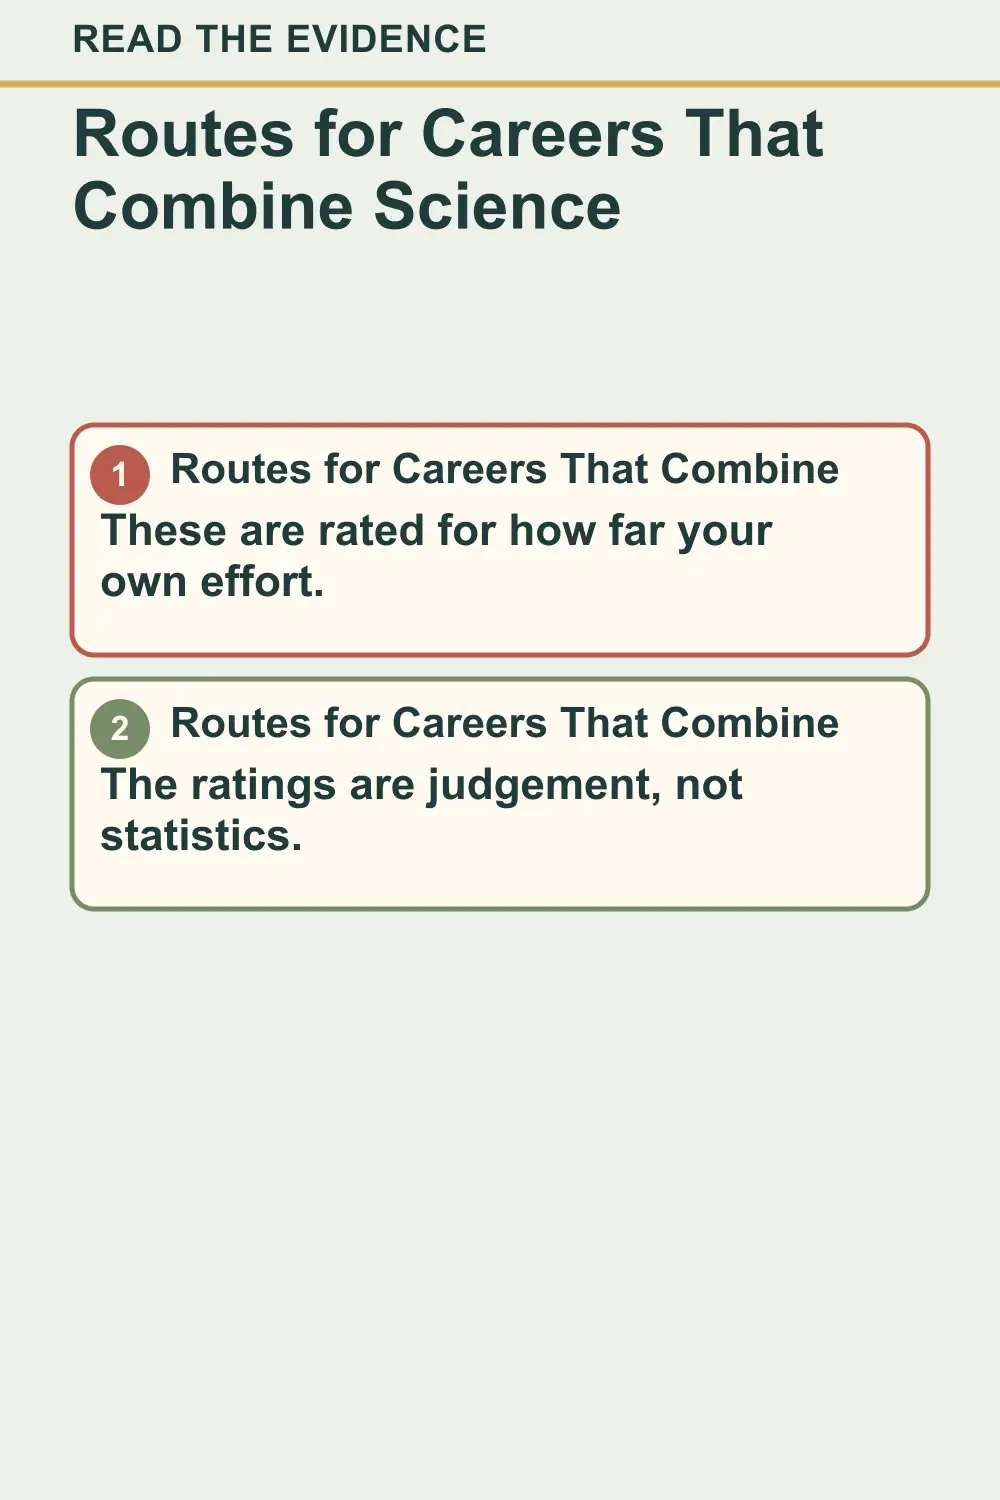 READ THE EVIDENCE
Routes for Careers That
Combine Science
1 Routes for Careers That Combine
These are rated for how far your
own effort.
2 Routes for Careers That Combine
The ratings are judgement, not
statistics.